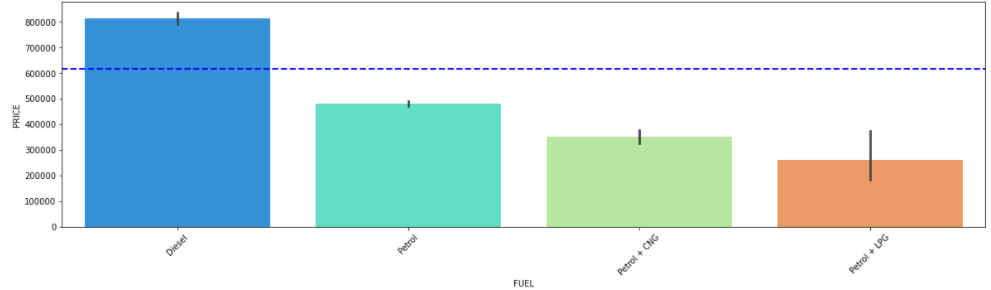 800000
700000
600000
500000
400000
300000
200000
100000
0
PRICE
Diesel
Petrol
Petrol + CNG
Petrol + LPG
FUEL